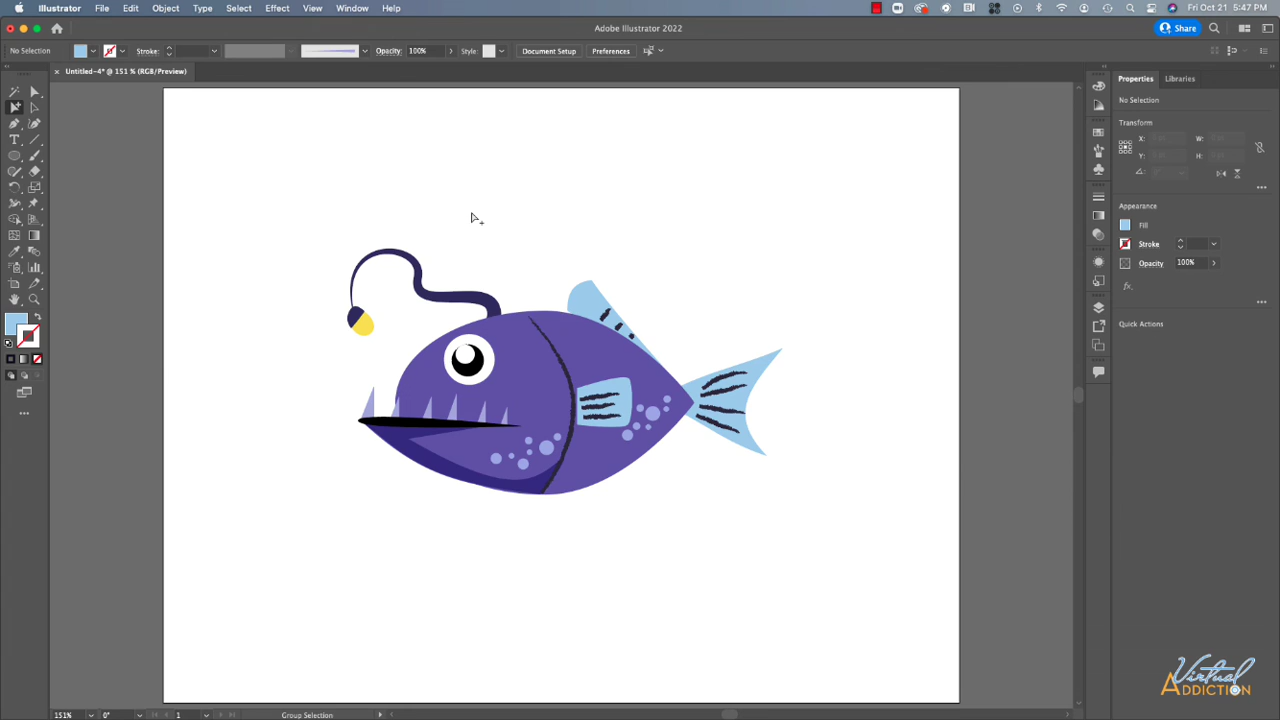 Illustrator File Edit Object Type Select Effect View Window Help Fri Oct 21 5:47 PM
Adobe Illustrator 2022
Share
No Selection Stroke: Opacity: 100% Style: Document Setup Preferences
× Untitled-4* @ 151 % (RGB/Preview)
Properties Libraries
No Selection
Transform
X: W:
Y: H:
Appearance
Fill
Stroke
Opacity 100%
fx.
Quick Actions
Virtual
ADDICTION
151% 0° 1 Group Selection